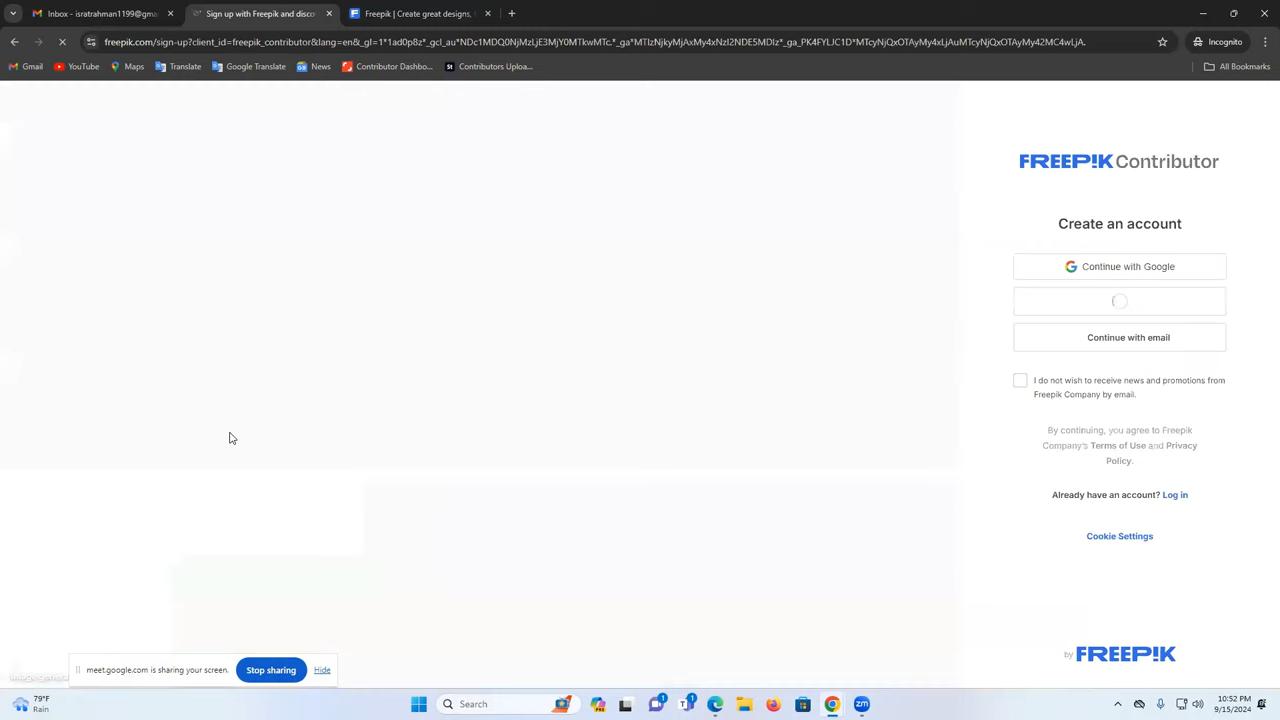 Inbox - isratrahman1199@gma
Sign up with Freepik and disco
Freepik | Create great designs,
freepik.com/sign-up?client_id=freepik_contributor&lang=en&_gl=1*1ad0p8z*_gcl_au*NDc1MDQ0NjMzLjE3MjY0MTkwMTc.*_ga*MTIzNjkyMjAxMy4xNzI2NDE5MDIz*_ga_PK4FYLJC1D*MTcyNjQxOTAyMy4xLjAuMTcyNjQxOTAyMy42MC4wLjA.
Incognito
Gmail
YouTube
Maps
Translate
Google Translate
News
Contributor Dashbo...
St Contributors Uploa...
All Bookmarks
FREEP!K Contributor
Create an account
Continue with Google
Continue with email
I do not wish to receive news and promotions from
Freepik Company by email.
By continuing, you agree to Freepik
Company's Terms of Use and Privacy
Policy.
Already have an account? Log in
Cookie Settings
by FREEP!K
meet.google.com is sharing your screen.
Stop sharing
Hide
79°F
Rain
Search
10:52 PM
9/15/2024